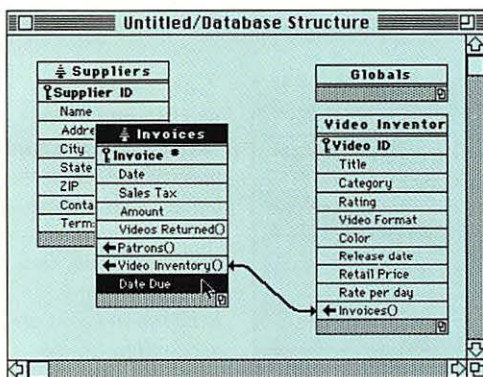 Untitled/Database Structure
Suppliers
Supplier ID
Name
Addre
City
State
ZIP
Conta
Term
Invoices
Invoice #
Date
Sales Tax
Amount
Videos Returned()
Patrons()
Video Inventory()
Date Due
Globals
Video Inventor
Video ID
Title
Category
Rating
Video Format
Color
Release date
Retail Price
Rate per day
Invoices()